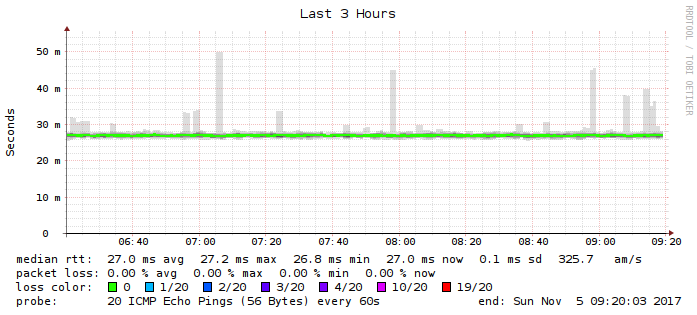 Last 3 Hours
RRDTOOL / TOBI OETIKER
Seconds
50 m
40 m
30 m
20 m
10 m
0
06:40 07:00 07:20 07:40 08:00 08:20 08:40 09:00 09:20
median rtt: 27.0 ms avg 27.2 ms max 26.8 ms min 27.0 ms now 0.1 ms sd 325.7 am/s
packet loss: 0.00 % avg 0.00 % max 0.00 % min 0.00 % now
loss color: 0 1/20 2/20 3/20 4/20 10/20 19/20
probe: 20 ICMP Echo Pings (56 Bytes) every 60s end: Sun Nov 5 09:20:03 2017